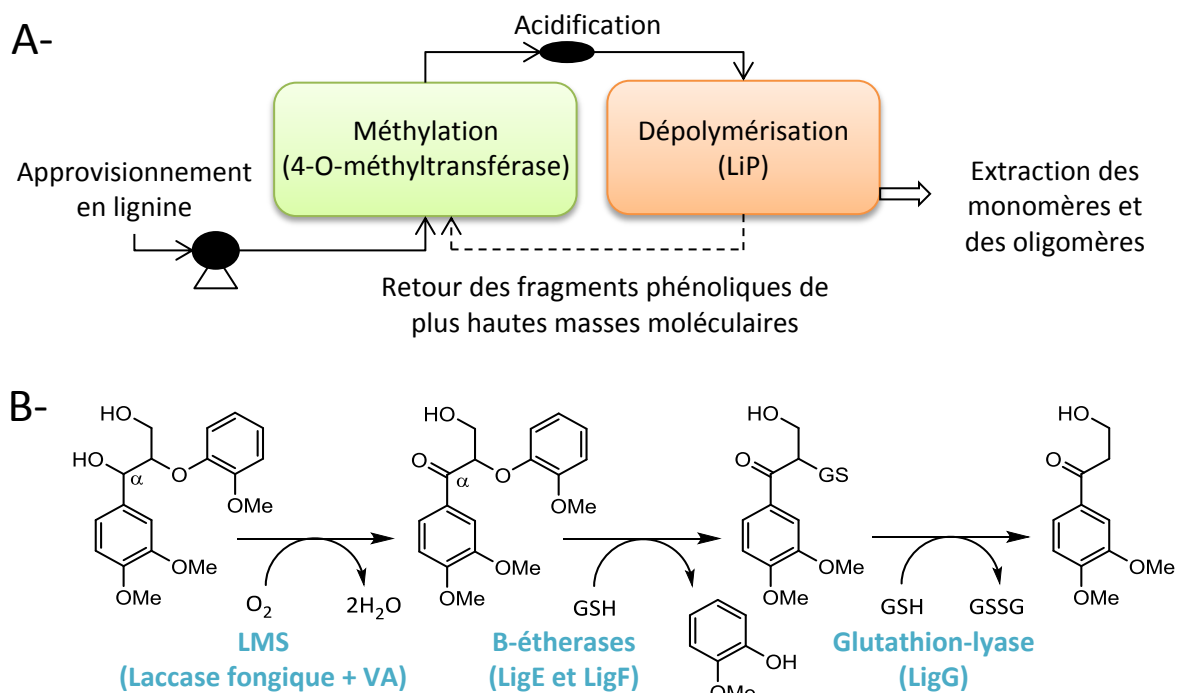 A-
Acidification
Méthylation
(4-O-méthyltransférase)
Dépolymérisation
(LiP)
Approvisionnement
en lignine
Extraction des
monomères et
des oligomères
Retour des fragments phénoliques de
plus hautes masses moléculaires
B-
HO
HO
α
O
OMe
OMe
OMe
HO
O
α
O
OMe
OMe
OMe
HO
O
GS
OMe
OMe
HO
O
OMe
OMe
O2
2H2O
GSH
OH
OMe
GSH
GSSG
LMS
(Laccase fongique + VA)
B-étherases
(LigE et LigF)
Glutathion-lyase
(LigG)